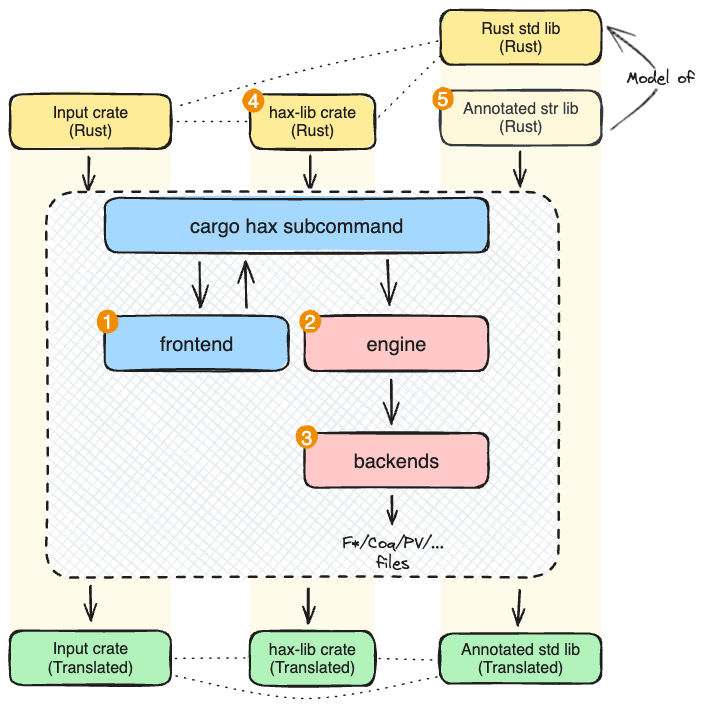 Rust std lib
(Rust)
Model of
4
5
Input crate
(Rust)
hax-lib crate
(Rust)
Annotated str lib
(Rust)
cargo hax subcommand
1
frontend
2
engine
3
backends
F*/Coq/PV/...
files
Input crate
(Translated)
hax-lib crate
(Translated)
Annotated std lib
(Translated)